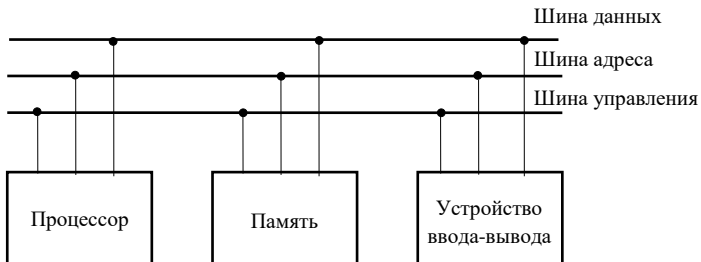 Шина данных
Шина адреса
Шина управления
Процессор
Память
Устройство
ввода-вывода